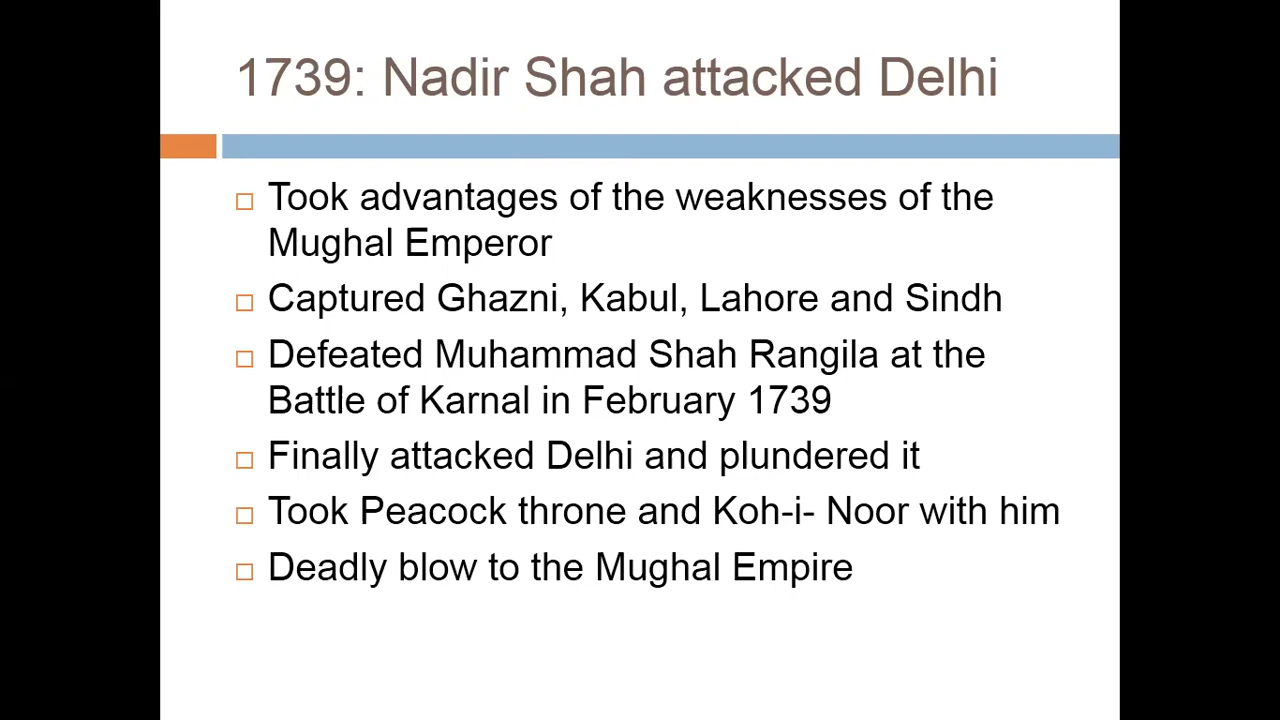 1739: Nadir Shah attacked Delhi
Took advantages of the weaknesses of the
Mughal Emperor
Captured Ghazni, Kabul, Lahore and Sindh
Defeated Muhammad Shah Rangila at the
Battle of Karnal in February 1739
Finally attacked Delhi and plundered it
Took Peacock throne and Koh-i- Noor with him
Deadly blow to the Mughal Empire